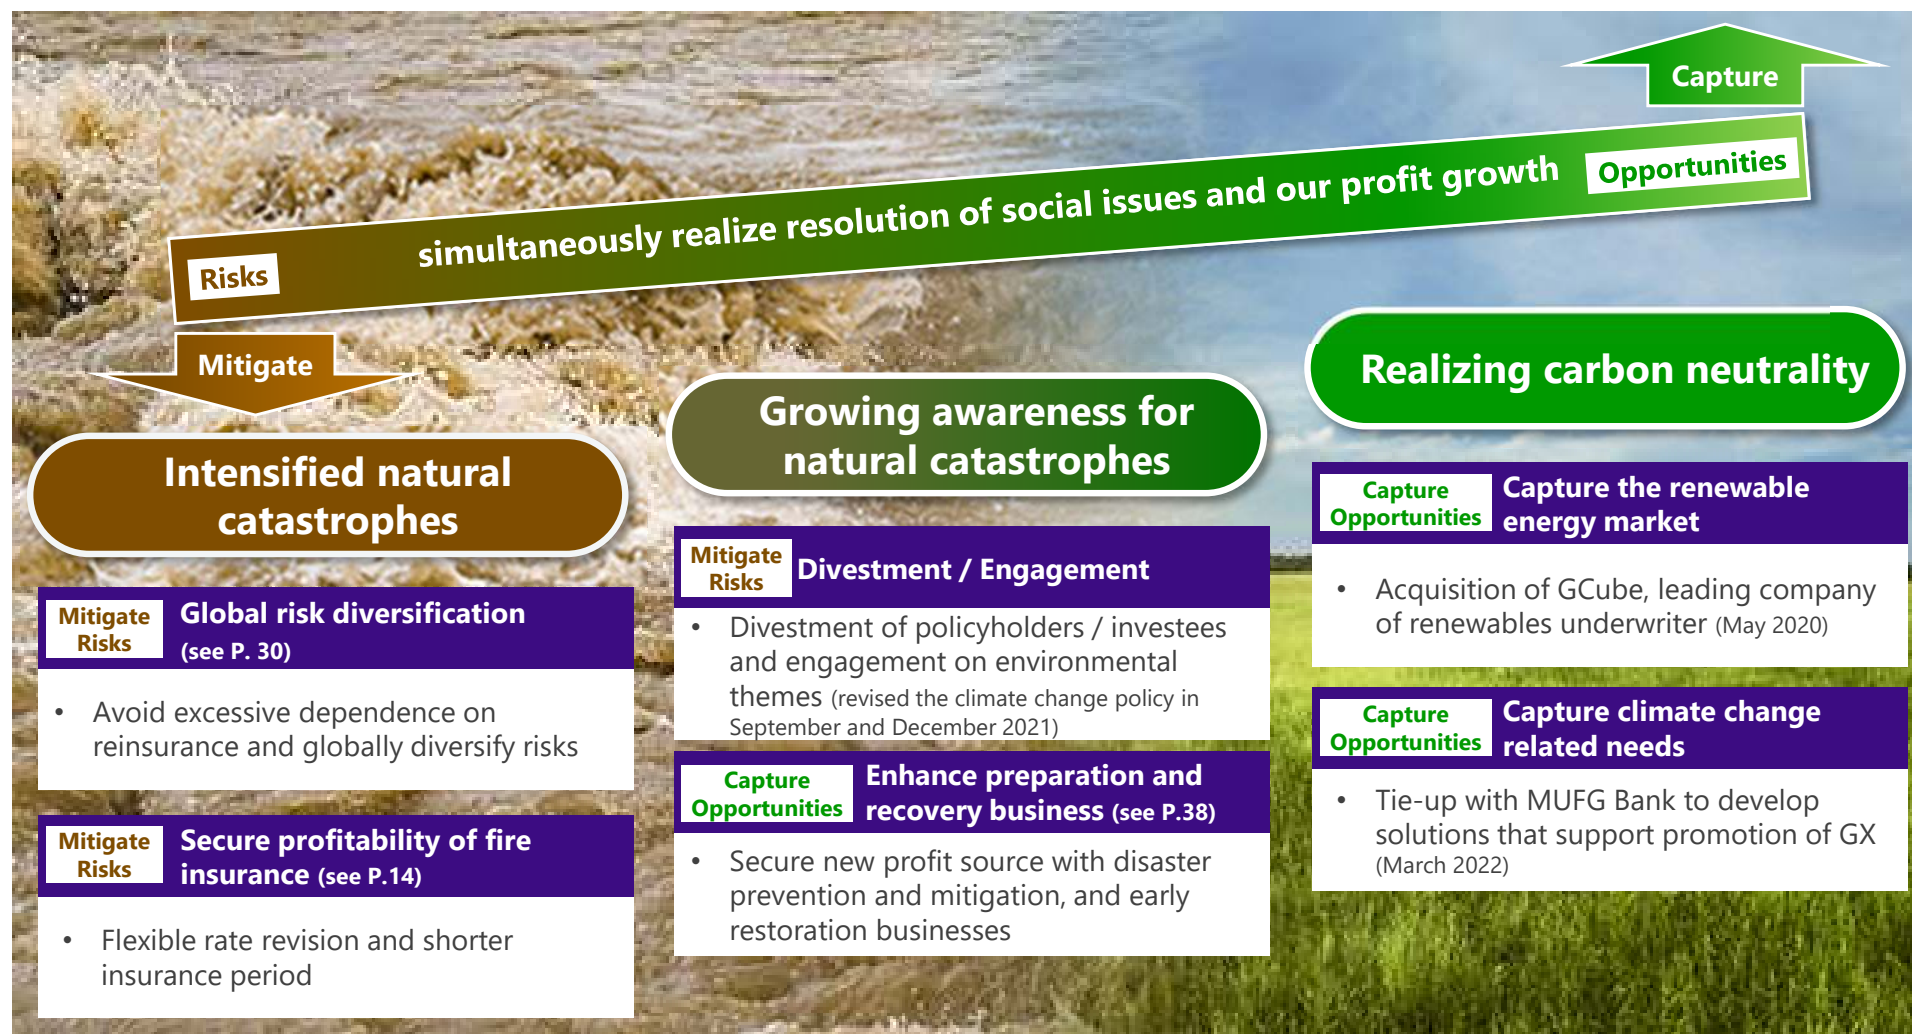 Capture
simultaneously realize resolution of social issues and our profit growth
Opportunities
Risks
Mitigate
Intensified natural
catastrophes
Mitigate
Risks
Global risk diversification
(see P. 30)
• Avoid excessive dependence on
reinsurance and globally diversify risks
Mitigate
Risks
Secure profitability of fire
insurance (see P.14)
• Flexible rate revision and shorter
insurance period
Growing awareness for
natural catastrophes
Mitigate
Risks
Divestment / Engagement
• Divestment of policyholders / investees
and engagement on environmental
themes (revised the climate change policy in
September and December 2021)
Capture
Opportunities
Enhance preparation and
recovery business (see P.38)
• Secure new profit source with disaster
prevention and mitigation, and early
restoration businesses
Realizing carbon neutrality
Capture
Opportunities
Capture the renewable
energy market
• Acquisition of GCube, leading company
of renewables underwriter (May 2020)
Capture
Opportunities
Capture climate change
related needs
• Tie-up with MUFG Bank to develop
solutions that support promotion of GX
(March 2022)